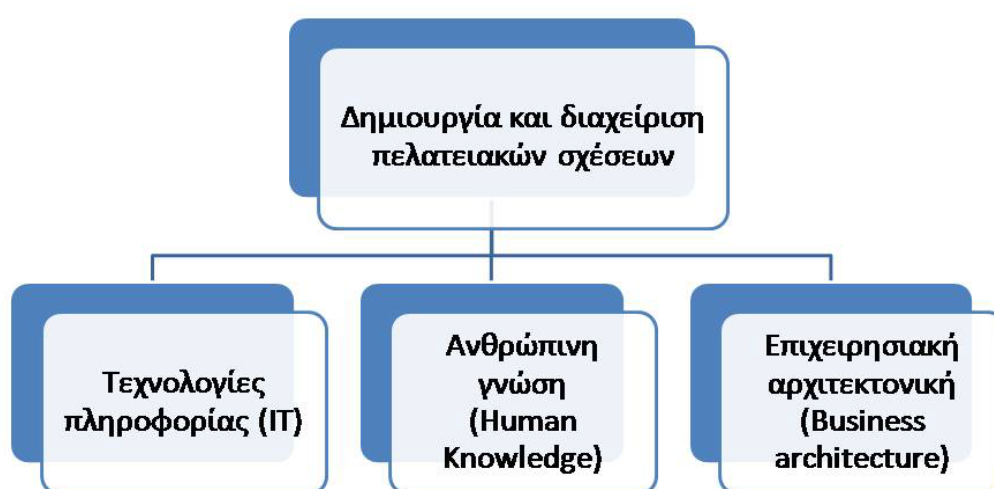 Δημιουργία και διαχείριση
πελατειακών σχέσεων
Τεχνολογίες
πληροφορίας (IT)
Ανθρώπινη
γνώση
(Human
Knowledge)
Επιχειρησιακή
αρχιτεκτονική
(Business
architecture)